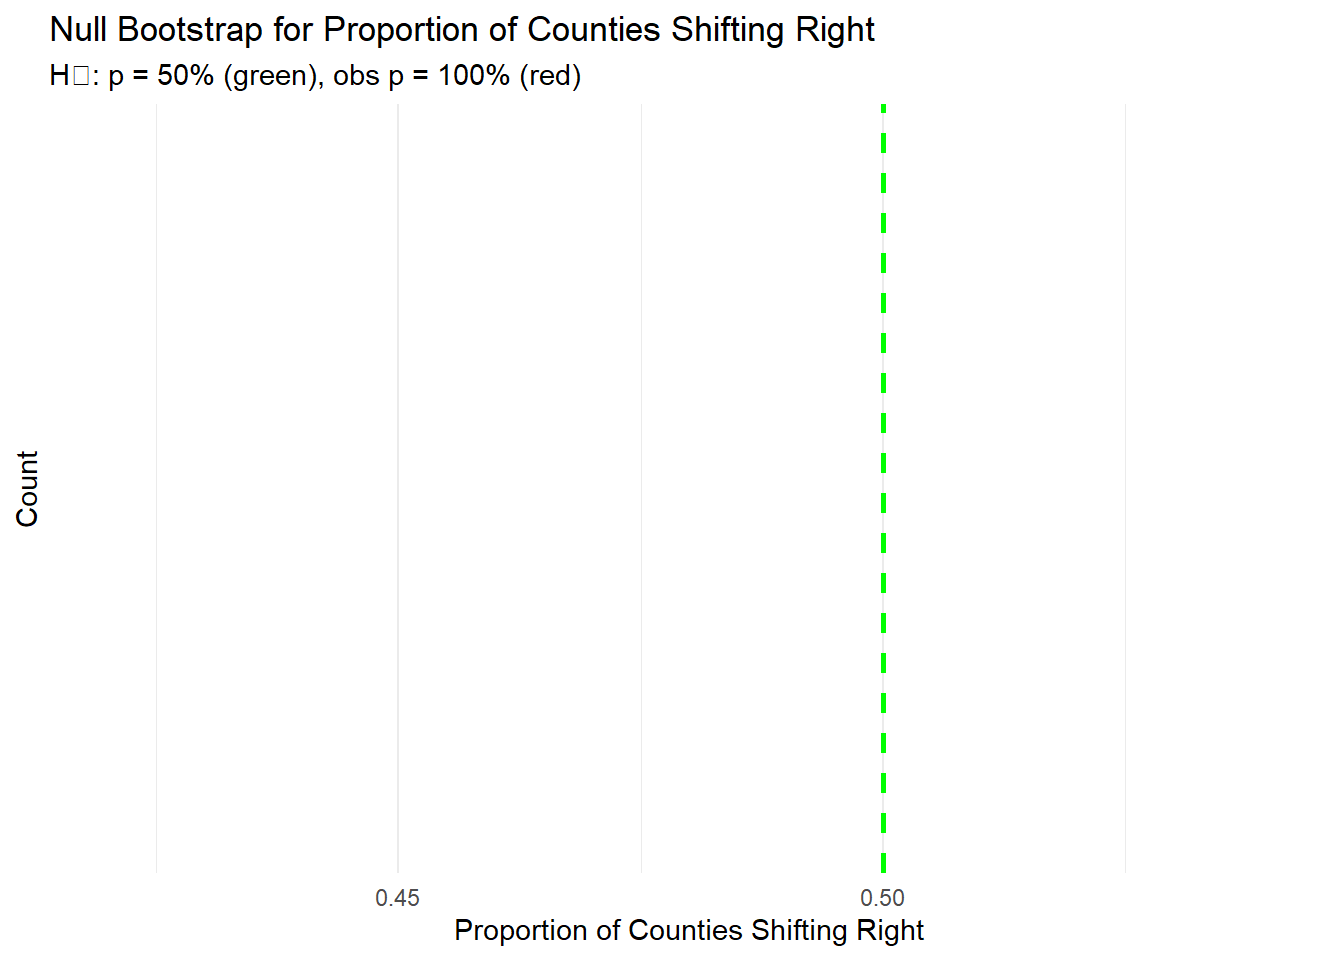 Null Bootstrap for Proportion of Counties Shifting Right
H□: p = 50% (green), obs p = 100% (red)
Count
0.45 0.50
Proportion of Counties Shifting Right